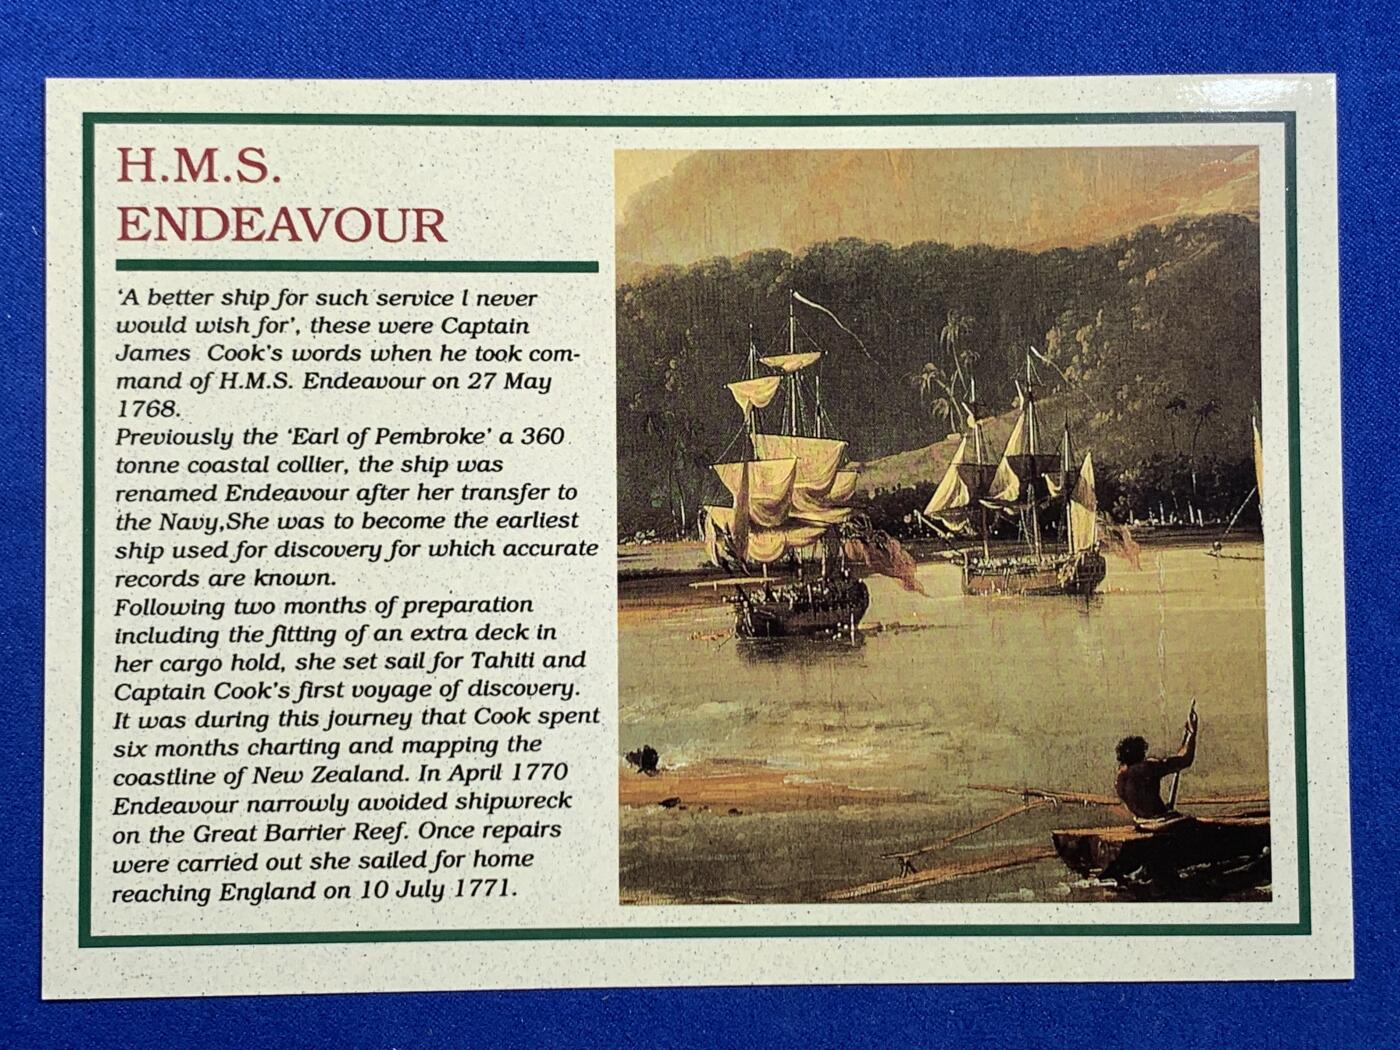 H.M.S.
ENDEAVOUR
‘A better ship for such service l never
would wish for’, these were Captain
James Cook’s words when he took com-
mand of H.M.S. Endeavour on 27 May
1768.
Previously the ‘Earl of Pembroke’ a 360
tonne coastal collier, the ship was
renamed Endeavour after her transfer to
the Navy,She was to become the earliest
ship used for discovery for which accurate
records are known.
Following two months of preparation
including the fitting of an extra deck in
her cargo hold, she set sail for Tahiti and
Captain Cook’s first voyage of discovery.
It was during this journey that Cook spent
six months charting and mapping the
coastline of New Zealand. In April 1770
Endeavour narrowly avoided shipwreck
on the Great Barrier Reef. Once repairs
were carried out she sailed for home
reaching England on 10 July 1771.